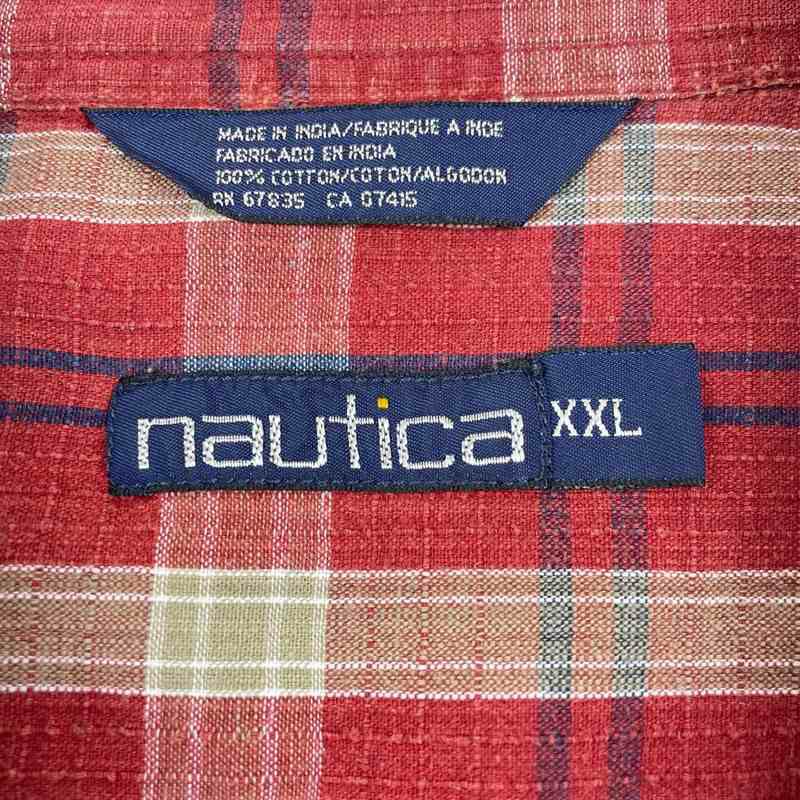 MADE IN INDIA/FABRIQUE A INDE
FABRICADO EN INDIA
100% COTTON/COTON/ALGODON
RN 67835 CA 07415
nautica XXL